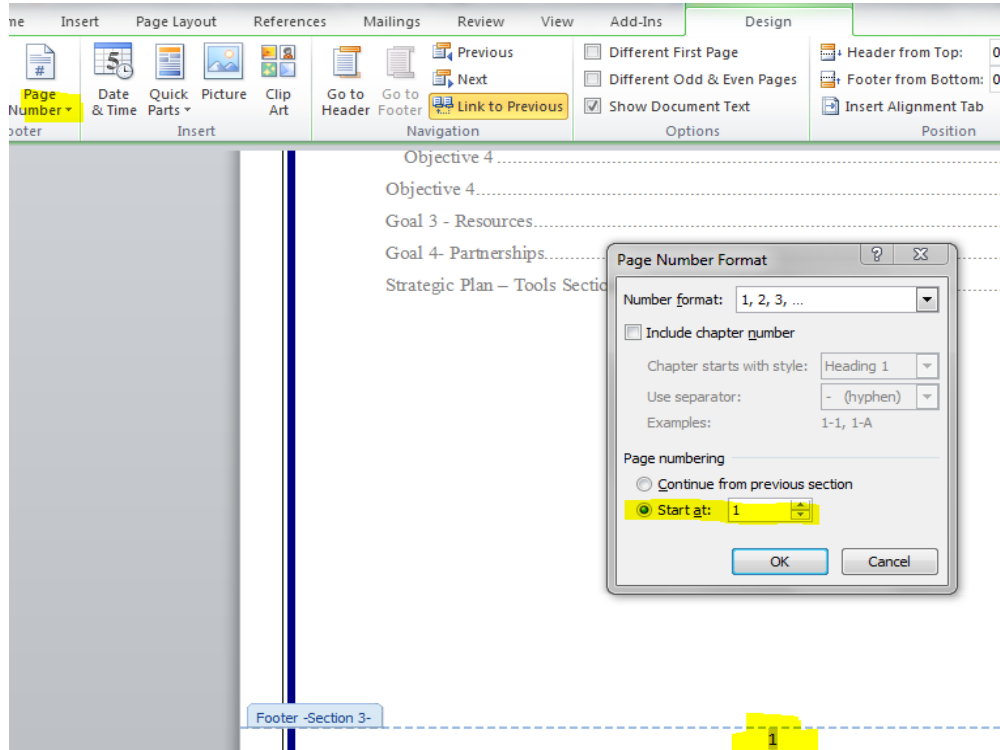 me Insert Page Layout References Mailings Review View Add-Ins Design
Page Number
Date & Time
Quick Parts
Picture
Clip Art
Insert
Go to Header
Go to Footer
Previous
Next
Link to Previous
Navigation
Different First Page
Different Odd & Even Pages
Show Document Text
Options
Header from Top: 0
Footer from Bottom: 0
Insert Alignment Tab
Position
ooter
Objective 4
Objective 4
Goal 3 - Resources
Goal 4- Partnerships
Strategic Plan – Tools Sectio
Page Number Format
Number format: 1, 2, 3, ...
Include chapter number
Chapter starts with style: Heading 1
Use separator: - (hyphen)
Examples: 1-1, 1-A
Page numbering
Continue from previous section
Start at: 1
OK Cancel
Footer -Section 3-
1